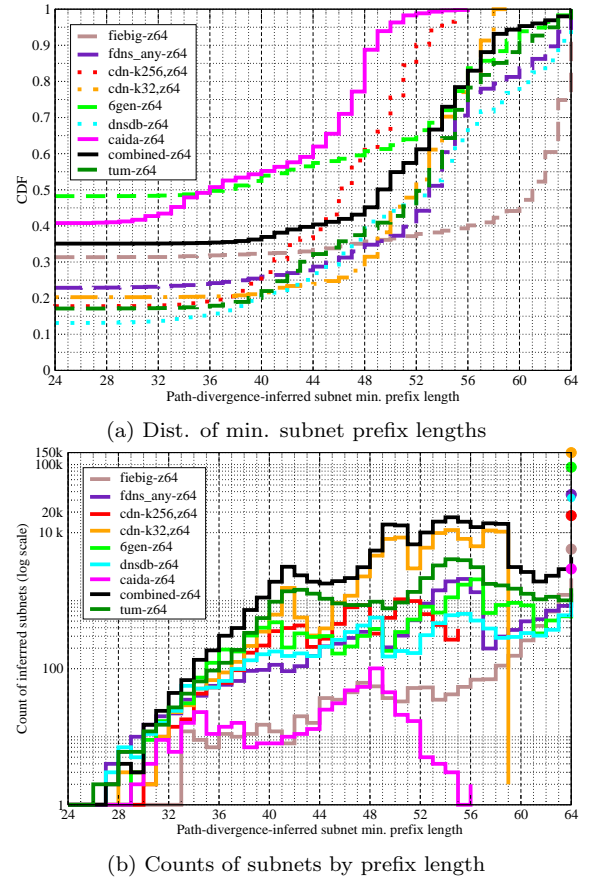 1
0.9
0.8
0.7
0.6
0.5
0.4
0.3
0.2
0.1
0
CDF
fiebig-z64
fdns_any-z64
cdn-k256,z64
cdn-k32,z64
6gen-z64
dnsdb-z64
caida-z64
combined-z64
tum-z64
24 28 32 36 40 44 48 52 56 60 64
Path-divergence-inferred subnet min. prefix length
(a) Dist. of min. subnet prefix lengths
150k
100k
20k
10 k
100
1
Count of inferred subnets (log scale)
fiebig-z64
fdns_any-z64
cdn-k256,z64
cdn-k32,z64
6gen-z64
dnsdb-z64
caida-z64
combined-z64
tum-z64
24 28 32 36 40 44 48 52 56 60 64
Path-divergence-inferred subnet min. prefix length
(b) Counts of subnets by prefix length